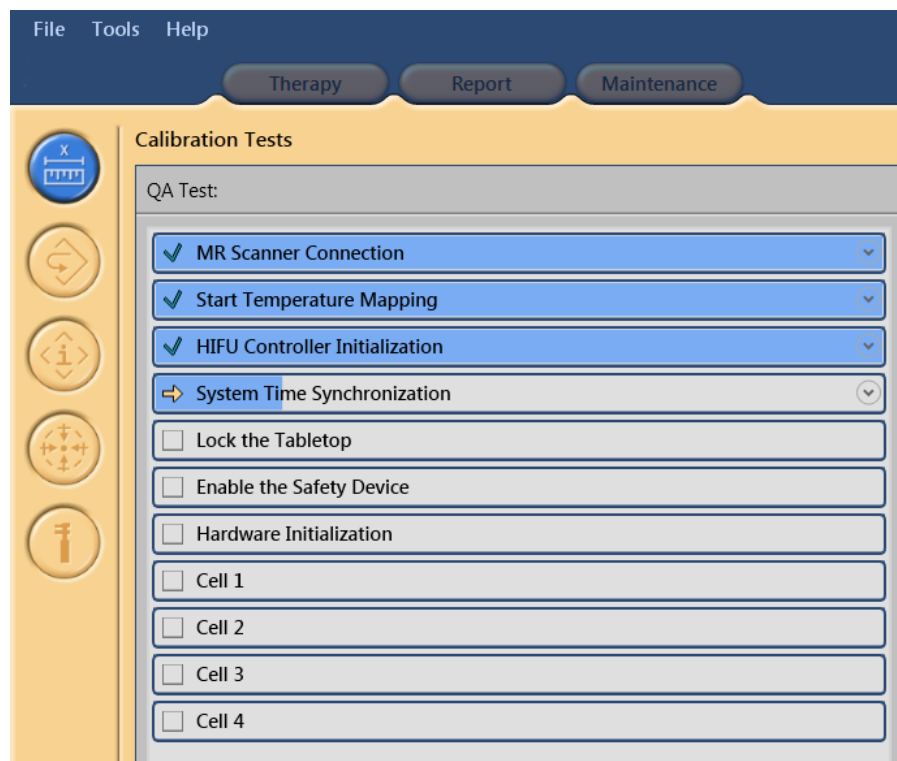 File Tools Help
Therapy Report Maintenance
Calibration Tests
X
QA Test:
MR Scanner Connection
Start Temperature Mapping
HIFU Controller Initialization
System Time Synchronization
Lock the Tabletop
Enable the Safety Device
Hardware Initialization
Cell 1
Cell 2
Cell 3
Cell 4